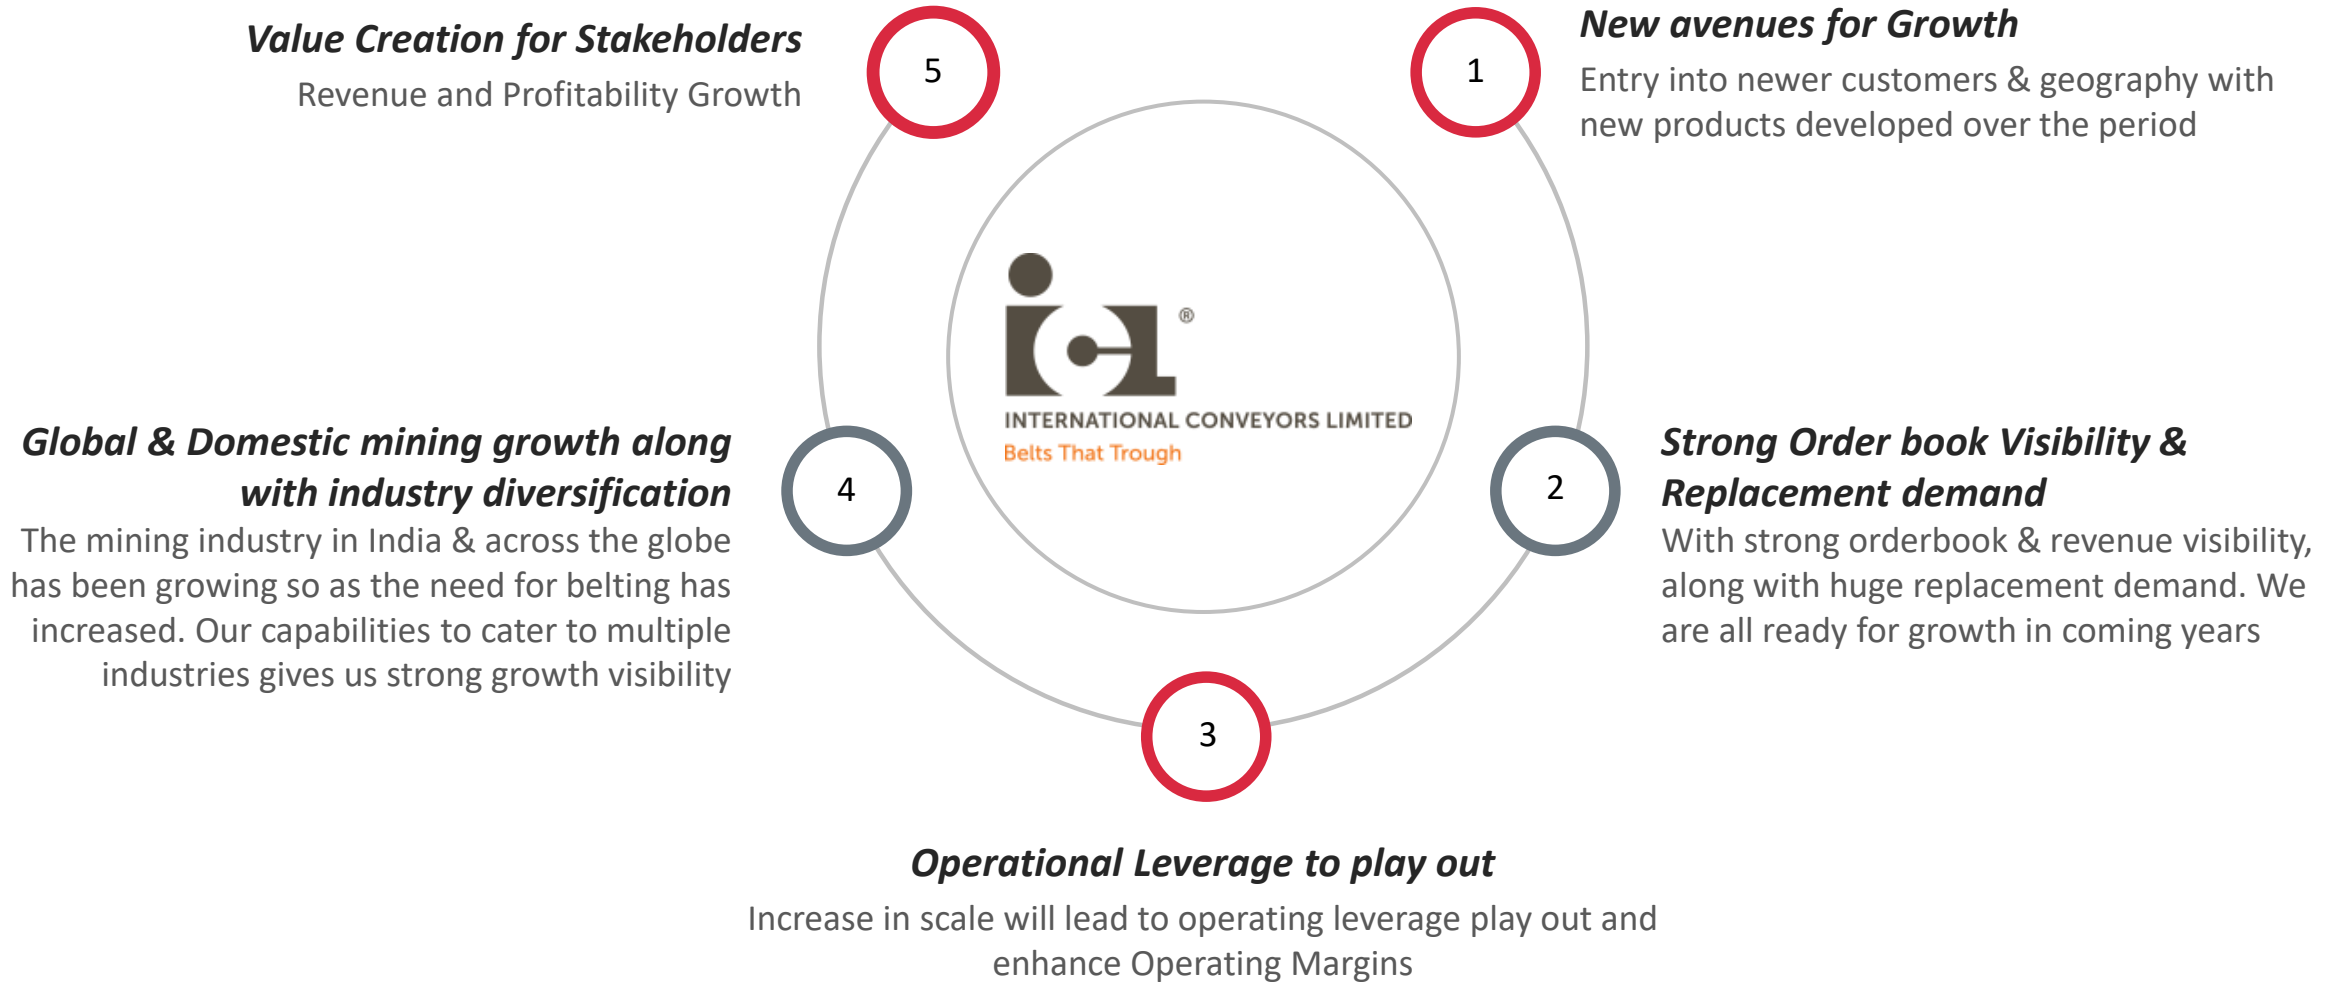 1
New avenues for Growth
Entry into newer customers & geography with
new products developed over the period
2
Strong Order book Visibility &
Replacement demand
With strong orderbook & revenue visibility,
along with huge replacement demand. We
are all ready for growth in coming years
3
Operational Leverage to play out
Increase in scale will lead to operating leverage play out and
enhance Operating Margins
4
Global & Domestic mining growth along
with industry diversification
The mining industry in India & across the globe
has been growing so as the need for belting has
increased. Our capabilities to cater to multiple
industries gives us strong growth visibility
5
Value Creation for Stakeholders
Revenue and Profitability Growth
icL ®
INTERNATIONAL CONVEYORS LIMITED
Belts That Trough